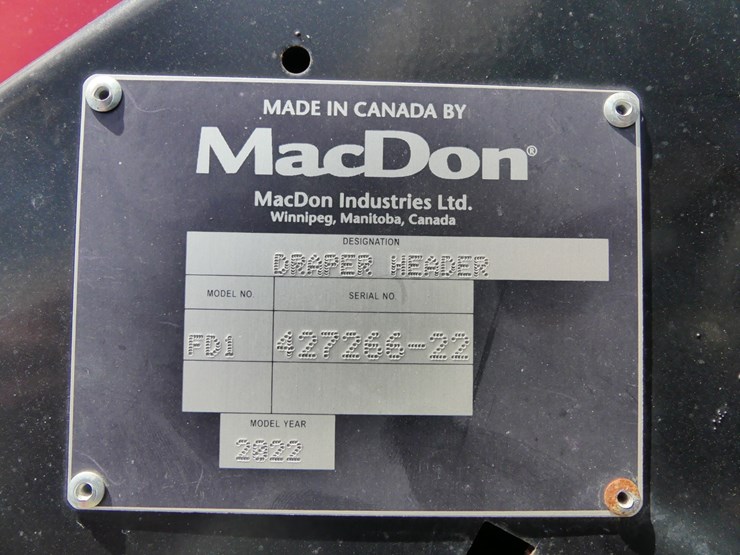 MADE IN CANADA BY
MacDon®
MacDon Industries Ltd.
Winnipeg, Manitoba, Canada
DESIGNATION
DRAPER HEADER
MODEL NO. SERIAL NO.
FD1 427266-22
MODEL YEAR
2022